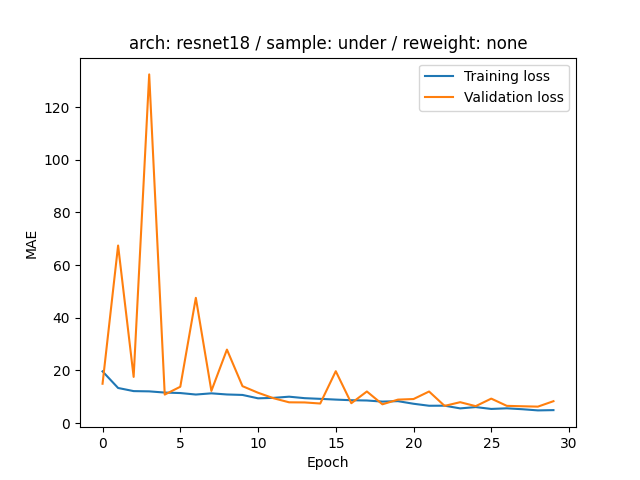 arch: resnet18 / sample: under / reweight: none
Training loss
Validation loss
MAE
120
100
80
60
40
20
0
0 5 10 15 20 25 30
Epoch